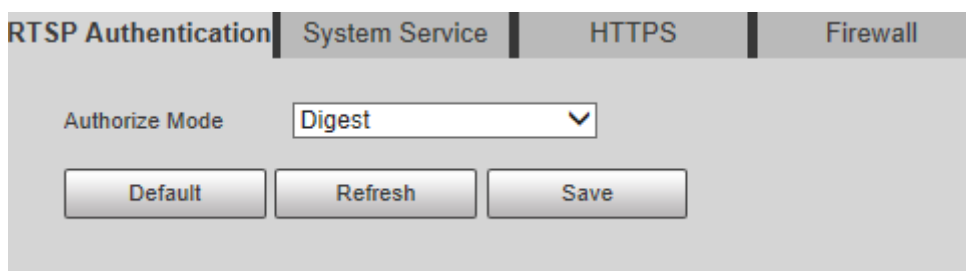 RTSP Authentication System Service HTTPS Firewall
Authorize Mode Digest
Default Refresh Save